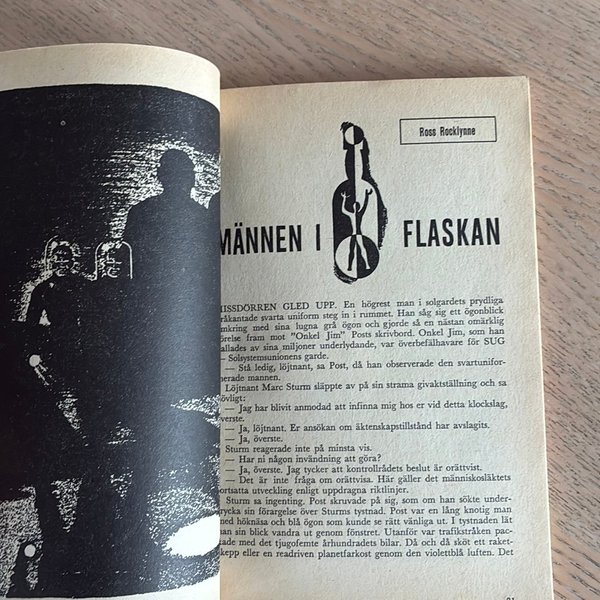 Ross Rocklynne
MÄNNEN I FLASKAN
HISSDÖRREN GLED UPP. En högrest man i solgardets prydliga
råkantade svarta uniform steg in i rummet. Han såg sig ett ögonblick
omkring med sina lugna grå ögon och gjorde så en nästan omärklig
rörelse fram mot "Onkel Jim" Posts skrivbord. Onkel Jim, som han
kallades av sina miljoner underlydande, var överbefälhavare för SUG
— Solsystemsunionens garde.
— Stå ledig, löjtnant, sa Post, då han observerade den svartunifor-
merade mannen.
Löjtnant Marc Sturm släppte av på sin strama givaktställning och sa
hövligt:
— Jag har blivit anmodad att infinna mig hos er vid detta klockslag,
överste.
— Ja, löjtnant. Er ansökan om äktenskapstillstånd har avslagits.
— Ja, överste.
Sturm reagerade inte på minsta vis.
— Har ni någon invändning att göra?
— Ja, överste. Jag tycker att kontrollrådets beslut är orättvist.
— Det är inte fråga om orättvisa. Här gäller det människosläktets
fortsatta utveckling enligt uppdragna riktlinjer.
Sturm sa ingenting. Post skruvade på sig, som om han sökte under-
trycka sin förargelse över Sturms tystnad. Post var en lång knotig man
med höknäsa och blå ögon som kunde se rätt vänliga ut. I tystnaden lät
han sin blick vandra ut genom fönstret. Utanför var trafikstråken pac-
kade med det tjugofemte århundradets bilar. Då och då sköt ett raket-
skepp eller en readriven planetfarkost genom den violettblå luften. Det